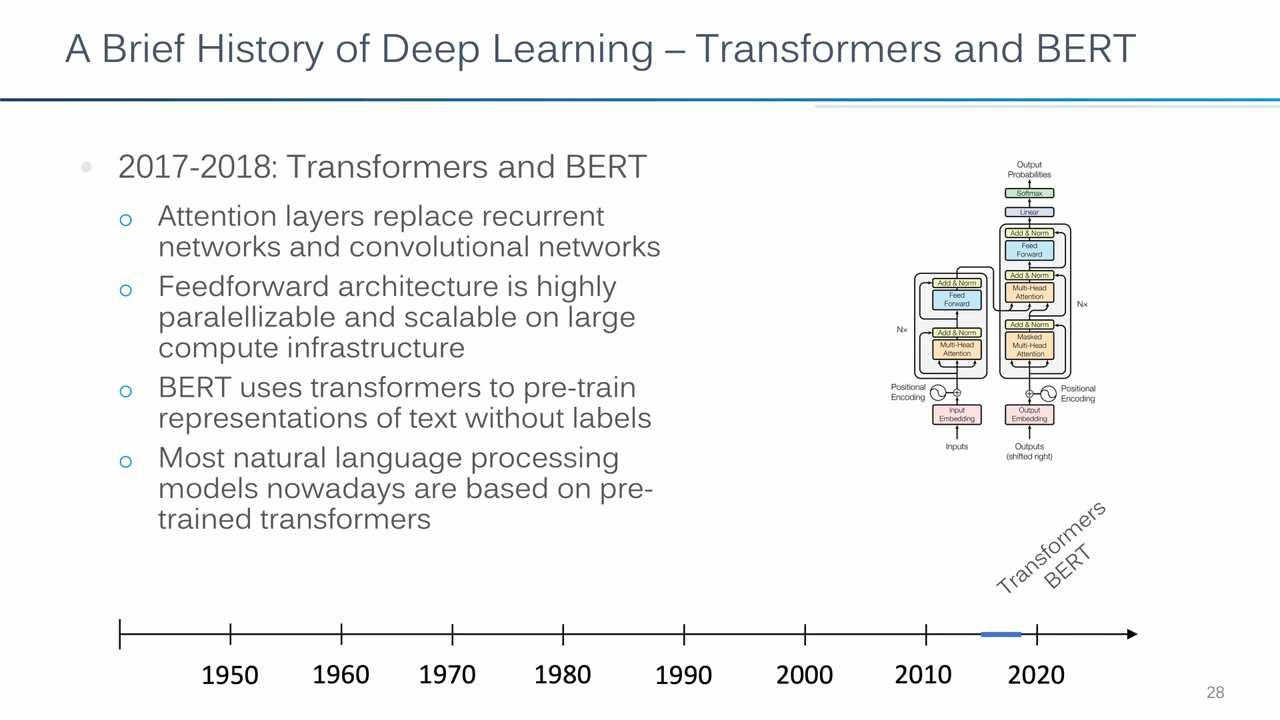 A Brief History of Deep Learning – Transformers and BERT
2017-2018: Transformers and BERT
Attention layers replace recurrent
networks and convolutional networks
Feedforward architecture is highly
paralellizable and scalable on large
compute infrastructure
BERT uses transformers to pre-train
representations of text without labels
Most natural language processing
models nowadays are based on pre-
trained transformers
Output
Probabilities
Softmax
Linear
Add & Norm
Feed
Forward
Add & Norm
Multi-Head
Attention
Add & Norm
Masked
Multi-Head
Attention
Nx
Add & Norm
Feed
Forward
Add & Norm
Multi-Head
Attention
Nx
Positional
Encoding
Positional
Encoding
Input
Embedding
Output
Embedding
Inputs
Outputs
(shifted right)
Transformers
BERT
1950 1960 1970 1980 1990 2000 2010 2020
28